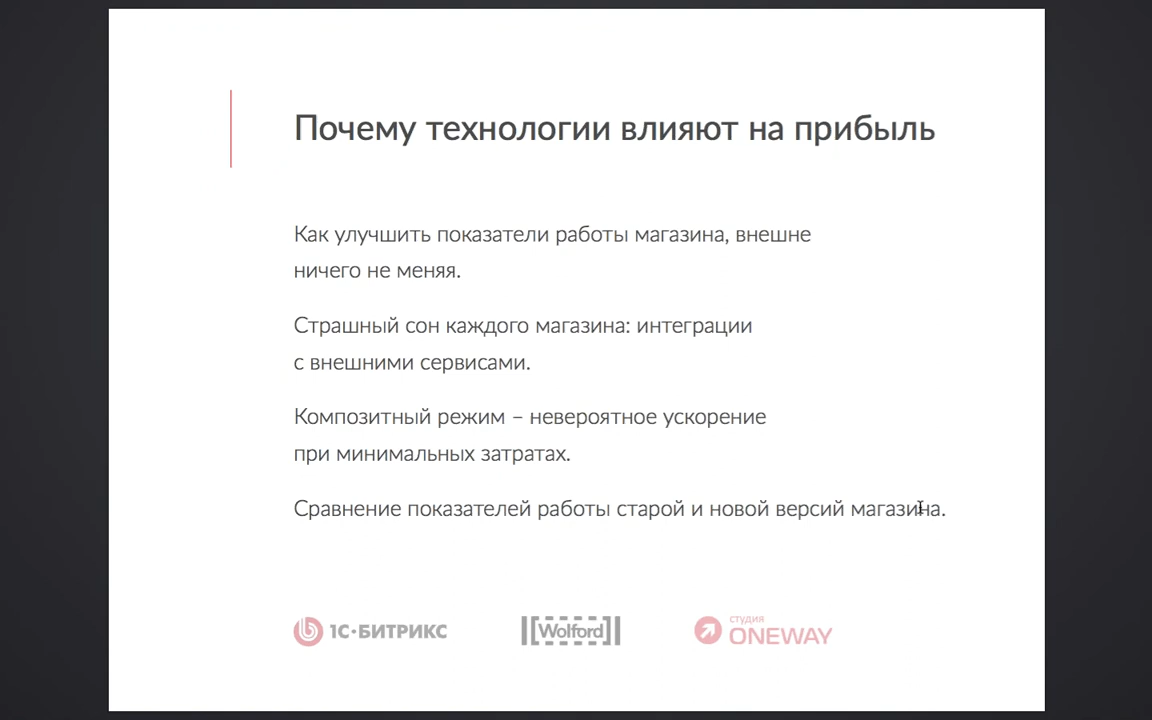 Почему технологии влияют на прибыль
Как улучшить показатели работы магазина, внешне
ничего не меняя.
Страшный сон каждого магазина: интеграции
с внешними сервисами.
Композитный режим – невероятное ускорение
при минимальных затратах.
Сравнение показателей работы старой и новой версий магазина.
1С·БИТРИКС
Wolford
студия
ONEWAY